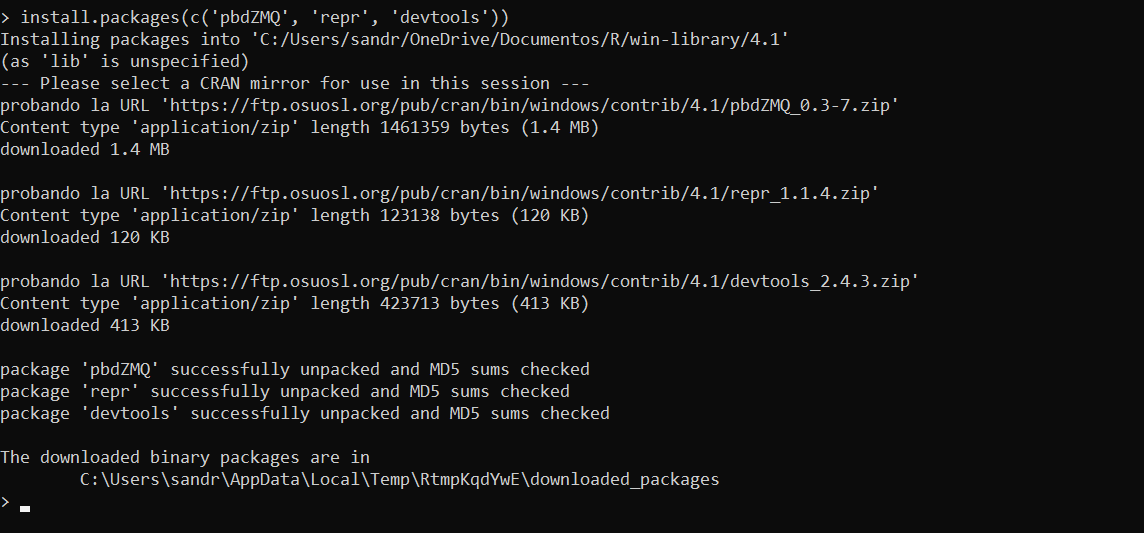 > install.packages(c('pbdZMQ', 'repr', 'devtools'))
Installing packages into 'C:/Users/sandr/OneDrive/Documentos/R/win-library/4.1'
(as 'lib' is unspecified)
--- Please select a CRAN mirror for use in this session ---
probando la URL 'https://ftp.osuosl.org/pub/cran/bin/windows/contrib/4.1/pbdZMQ_0.3-7.zip'
Content type 'application/zip' length 1461359 bytes (1.4 MB)
downloaded 1.4 MB

probando la URL 'https://ftp.osuosl.org/pub/cran/bin/windows/contrib/4.1/repr_1.1.4.zip'
Content type 'application/zip' length 123138 bytes (120 KB)
downloaded 120 KB

probando la URL 'https://ftp.osuosl.org/pub/cran/bin/windows/contrib/4.1/devtools_2.4.3.zip'
Content type 'application/zip' length 423713 bytes (413 KB)
downloaded 413 KB

package 'pbdZMQ' successfully unpacked and MD5 sums checked
package 'repr' successfully unpacked and MD5 sums checked
package 'devtools' successfully unpacked and MD5 sums checked

The downloaded binary packages are in
        C:\Users\sandr\AppData\Local\Temp\RtmpKqdYwE\downloaded_packages
>